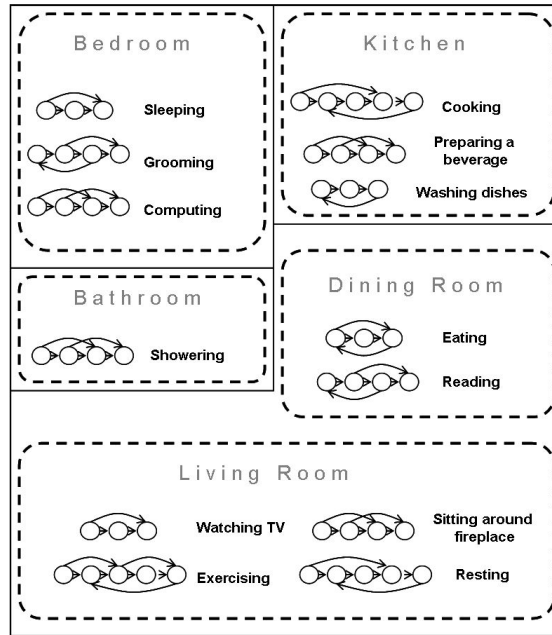 Bedroom
Sleeping
Grooming
Computing
Kitchen
Cooking
Preparing a
beverage
Washing dishes
Bathroom
Showering
Dining Room
Eating
Reading
Living Room
Watching TV
Sitting around
fireplace
Exercising
Resting